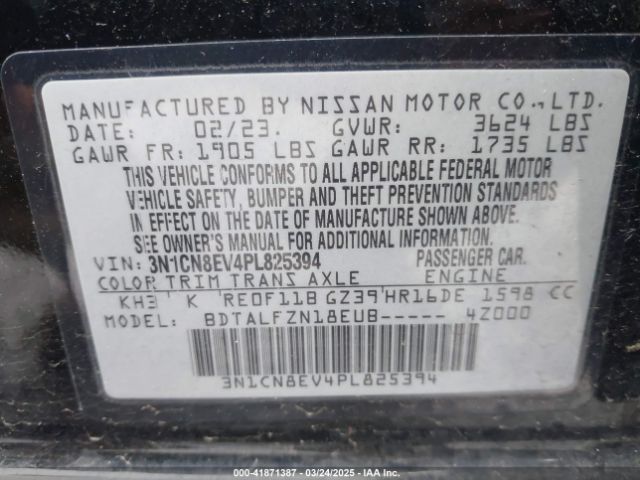 MANUFACTURED BY NISSAN MOTOR CO., LTD.
DATE: 02/23. GVWR: 3624 LBS
GAWR FR: 1905 LBS GAWR RR: 1735 LBS
THIS VEHICLE CONFORMS TO ALL APPLICABLE FEDERAL MOTOR
VEHICLE SAFETY, BUMPER AND THEFT PREVENTION STANDARDS
IN EFFECT ON THE DATE OF MANUFACTURE SHOWN ABOVE.
SEE OWNER'S MANUAL FOR ADDITIONAL INFORMATION.
VIN: 3N1CN8EV4PL825394 PASSENGER CAR.
COLOR TRIM TRANS AXLE ENGINE
KH3 K RE0F11B GZ39 HR16DE 1598 CC
BDTALFZN18EUB----- 4Z000
3N1CN8EV4PL825394
000-41871387 - 03/24/2025 - IAA Inc.